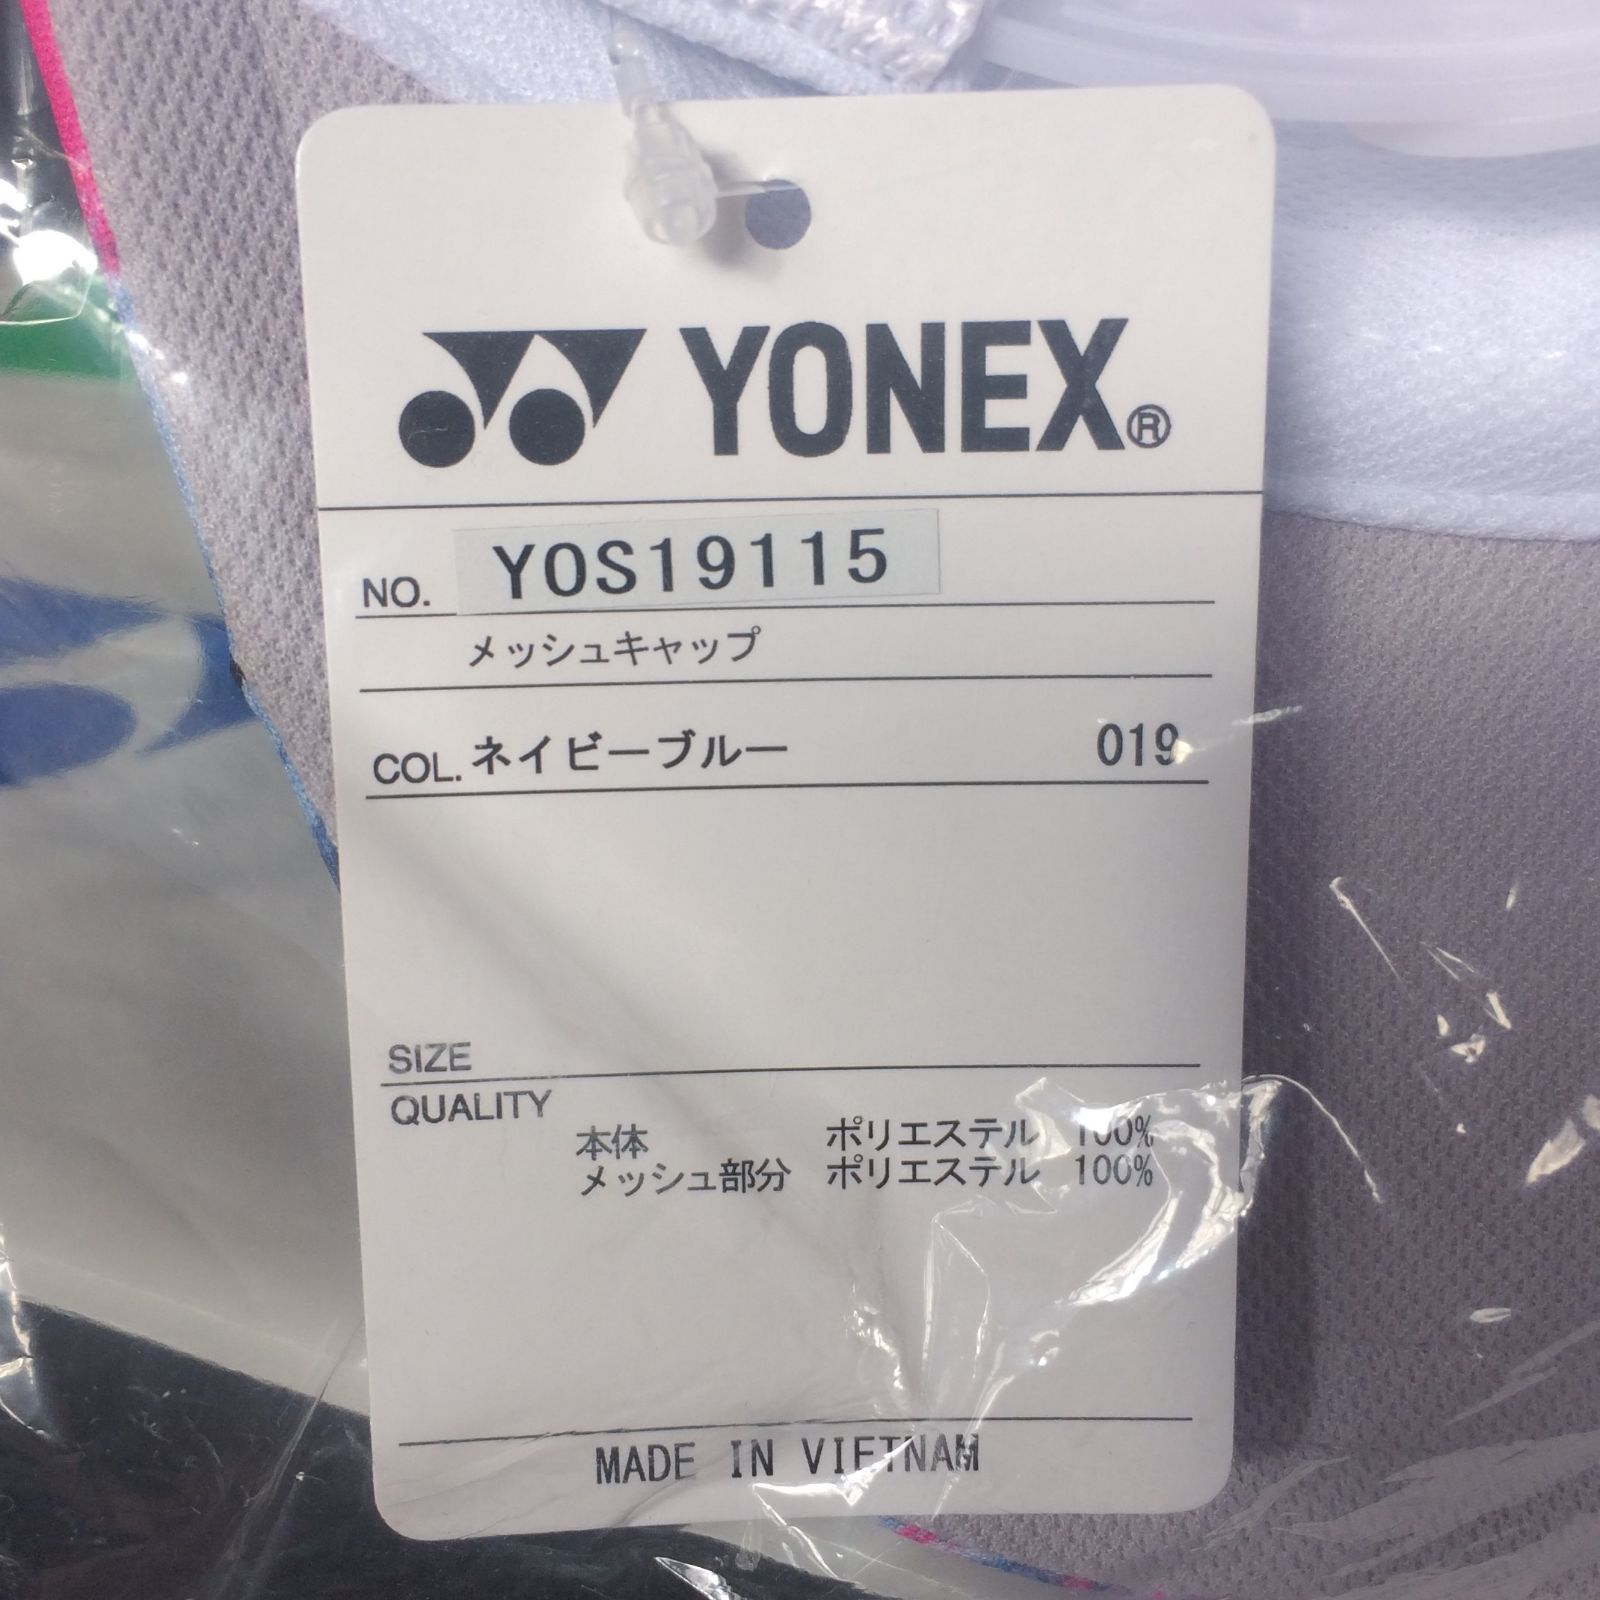 YONEX®
NO. YOS19115
メッシュキャップ
COL. ネイビーブルー 019
SIZE
QUALITY
本体 ポリエステル 100%
メッシュ部分 ポリエステル 100%
MADE IN VIETNAM